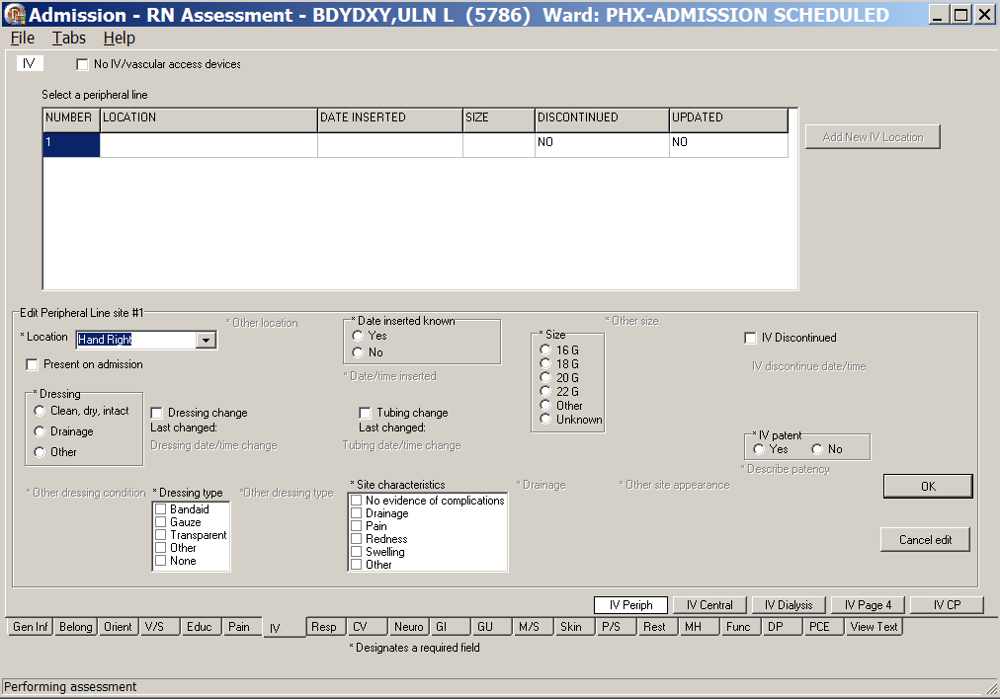 Admission - RN Assessment - BDYDXY,ULN L (5786) Ward: PHX-ADMISSION SCHEDULED
File Tabs Help
IV No IV/vascular access devices
Select a peripheral line
NUMBER LOCATION DATE INSERTED SIZE DISCONTINUED UPDATED
1 NO NO
Add New IV Location
Edit Peripheral Line site #1
* Location Hand Right
* Other location
Present on admission
* Date inserted known
Yes
No
* Date/time inserted
* Size
16 G
18 G
20 G
22 G
Other
Unknown
* Other size
IV Discontinued
IV discontinue date/time
* Dressing
Clean, dry, intact
Drainage
Other
Dressing change
Last changed:
Dressing date/time change
Tubing change
Last changed:
Tubing date/time change
* IV patent
Yes No
* Describe patency
* Other dressing condition
* Dressing type
Bandaid
Gauze
Transparent
Other
None
*Other dressing type
* Site characteristics
No evidence of complications
Drainage
Pain
Redness
Swelling
Other
* Drainage
* Other site appearance
OK
Cancel edit
IV Periph IV Central IV Dialysis IV Page 4 IV CP
Gen Inf Belong Orient V/S Educ Pain IV Resp CV Neuro GI GU M/S Skin P/S Rest MH Func DP PCE View Text
* Designates a required field
Performing assessment